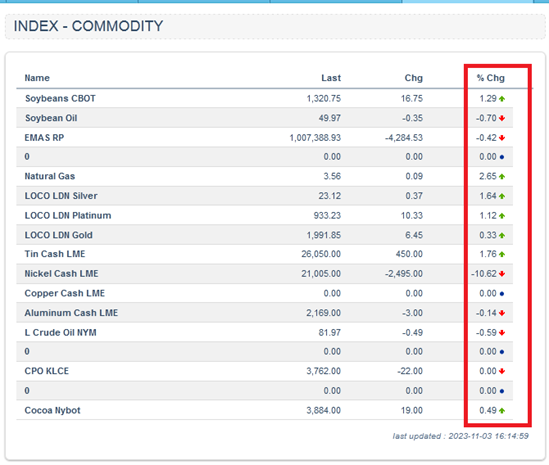 INDEX - COMMODITY
Name Last Chg % Chg
Soybeans CBOT 1,320.75 16.75 1.29
Soybean Oil 49.97 -0.35 -0.70
EMAS RP 1,007,388.93 -4,284.53 -0.42
0 0.00 0.00 0.00
Natural Gas 3.56 0.09 2.65
LOCO LDN Silver 23.12 0.37 1.64
LOCO LDN Platinum 933.23 10.33 1.12
LOCO LDN Gold 1,991.85 6.45 0.33
Tin Cash LME 26,050.00 450.00 1.76
Nickel Cash LME 21,005.00 -2,495.00 -10.62
Copper Cash LME 0.00 0.00 0.00
Aluminum Cash LME 2,169.00 -3.00 -0.14
L Crude Oil NYM 81.97 -0.49 -0.59
0 0.00 0.00 0.00
CPO KLCE 3,762.00 -22.00 0.00
0 0.00 0.00 0.00
Cocoa Nybot 3,884.00 19.00 0.49
last updated : 2023-11-03 16:14:59